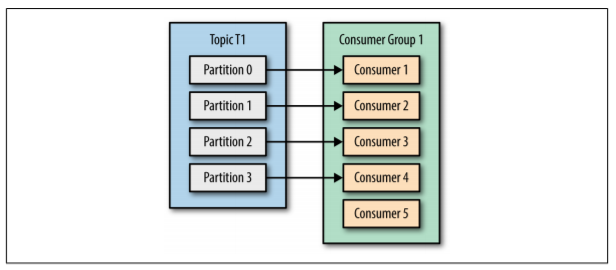 Topic T1
Partition 0
Partition 1
Partition 2
Partition 3
Consumer Group 1
Consumer 1
Consumer 2
Consumer 3
Consumer 4
Consumer 5